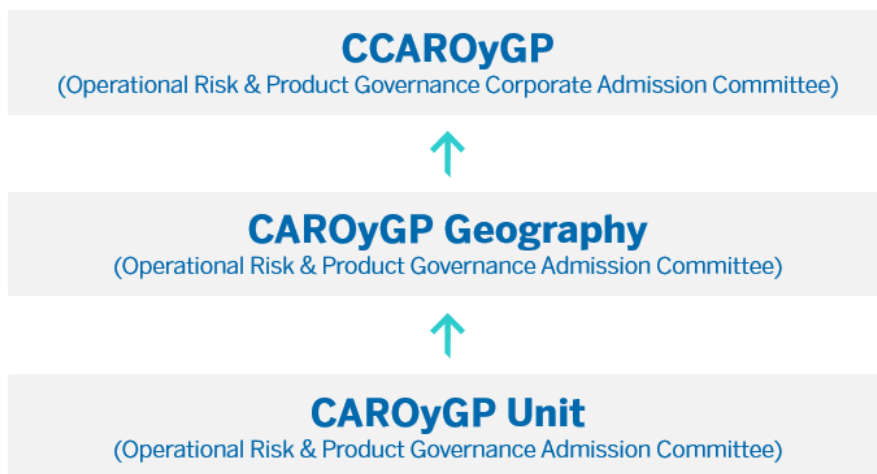 CCAROyGP
(Operational Risk & Product Governance Corporate Admission Committee)
CAROyGP Geography
(Operational Risk & Product Governance Admission Committee)
CAROyGP Unit
(Operational Risk & Product Governance Admission Committee)